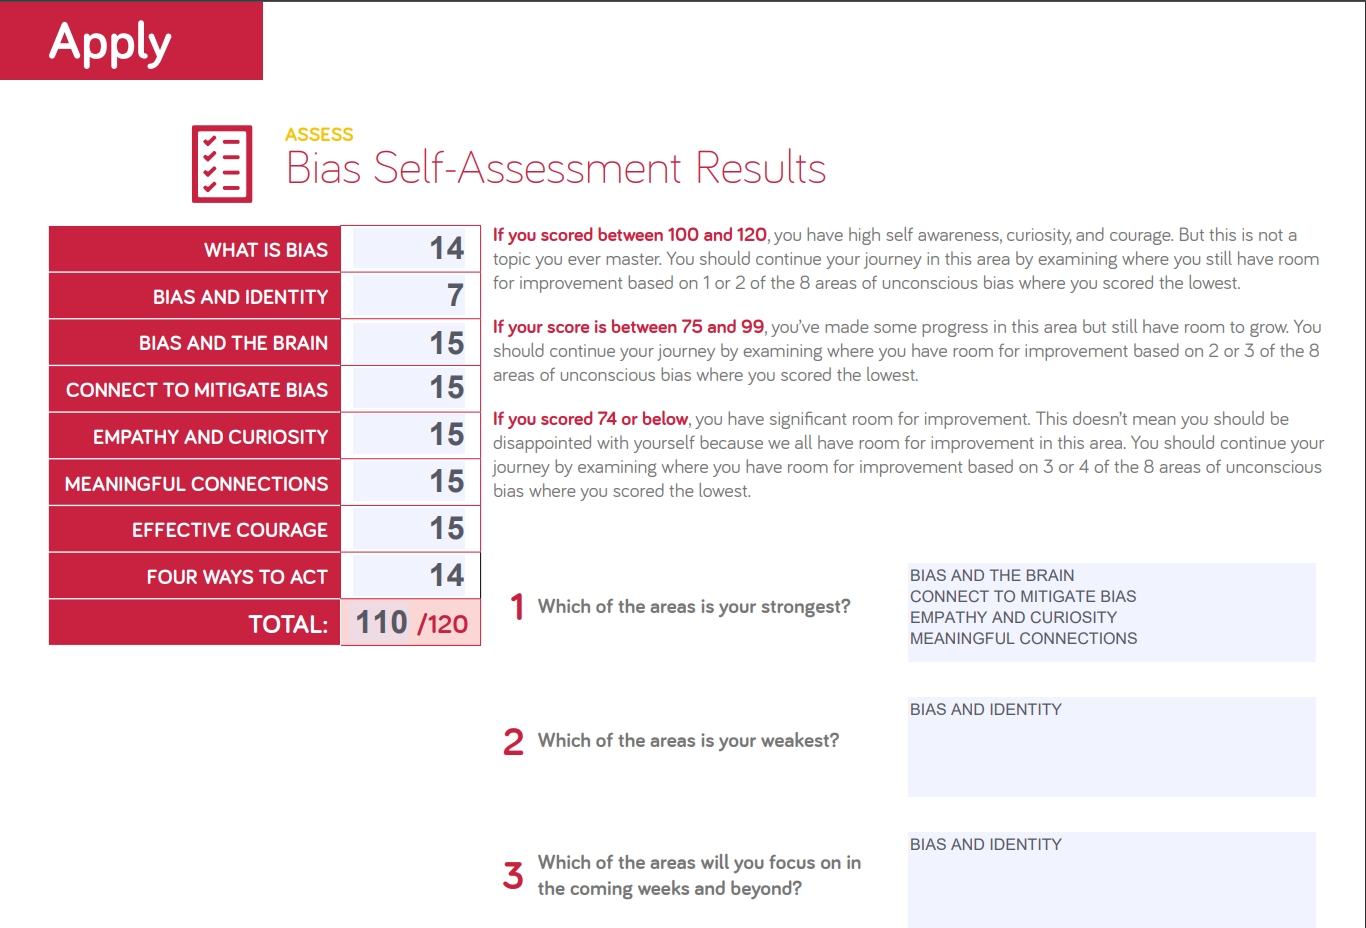 Apply
ASSESS
Bias Self-Assessment Results
WHAT IS BIAS 14
BIAS AND IDENTITY 7
BIAS AND THE BRAIN 15
CONNECT TO MITIGATE BIAS 15
EMPATHY AND CURIOSITY 15
MEANINGFUL CONNECTIONS 15
EFFECTIVE COURAGE 15
FOUR WAYS TO ACT 14
TOTAL: 110 /120
If you scored between 100 and 120, you have high self awareness, curiosity, and courage. But this is not a
topic you ever master. You should continue your journey in this area by examining where you still have room
for improvement based on 1 or 2 of the 8 areas of unconscious bias where you scored the lowest.
If your score is between 75 and 99, you've made some progress in this area but still have room to grow. You
should continue your journey by examining where you have room for improvement based on 2 or 3 of the 8
areas of unconscious bias where you scored the lowest.
If you scored 74 or below, you have significant room for improvement. This doesn't mean you should be
disappointed with yourself because we all have room for improvement in this area. You should continue your
journey by examining where you have room for improvement based on 3 or 4 of the 8 areas of unconscious
bias where you scored the lowest.
1 Which of the areas is your strongest?
BIAS AND THE BRAIN
CONNECT TO MITIGATE BIAS
EMPATHY AND CURIOSITY
MEANINGFUL CONNECTIONS
2 Which of the areas is your weakest?
BIAS AND IDENTITY
3 Which of the areas will you focus on in
the coming weeks and beyond?
BIAS AND IDENTITY